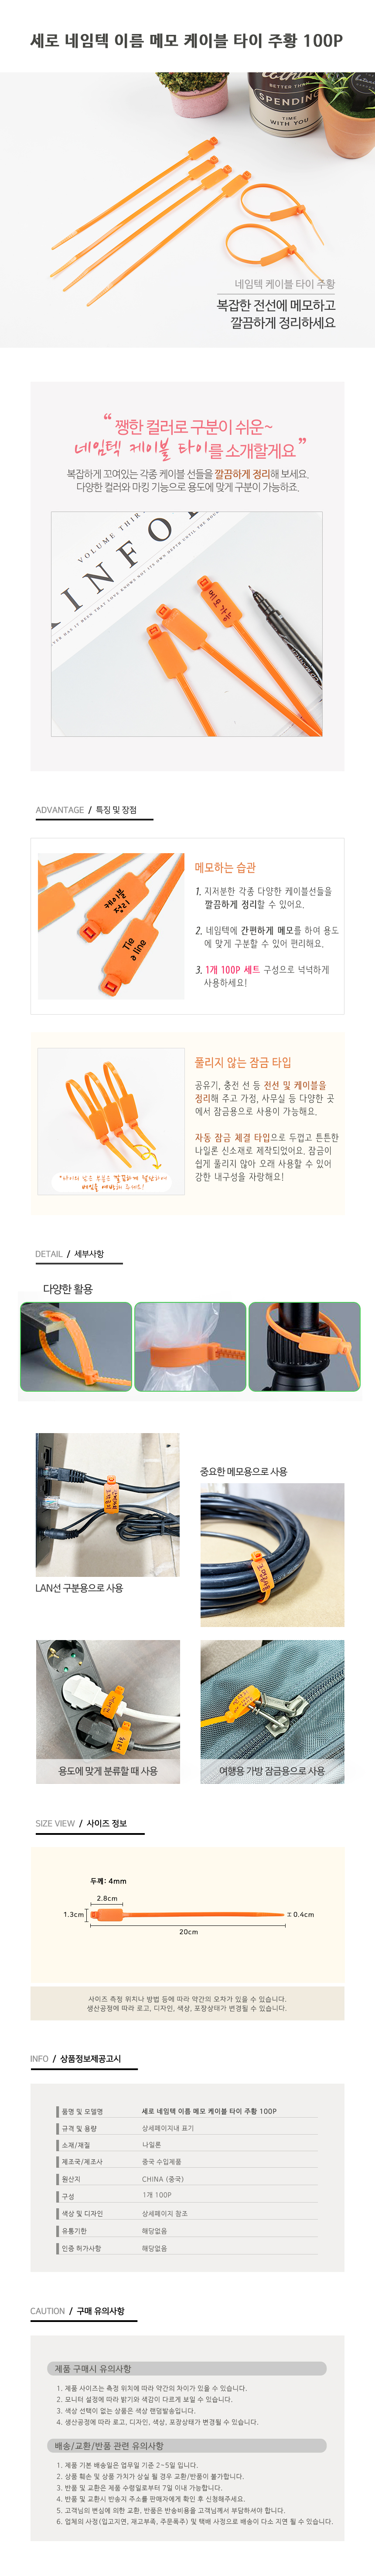 세로 네임텍 이름 메모 케이블 타이 주황 100P
BETTER THAN
SPENDING
TIME
WITH YOU
네임텍 케이블 타이 주황
복잡한 전선에 메모하고
깔끔하게 정리하세요
“ 쨍한 컬러로 구분이 쉬운~
네임텍 케이블 타이를 소개할게요 ”
복잡하게 꼬여있는 각종 케이블 선들을 깔끔하게 정리해 보세요.
다양한 컬러와 마킹 기능으로 용도에 맞게 구분이 가능하죠.
VOLUME THIR
INFO
메모가능
ADVANTAGE / 특징 및 장점
케이블
정리
Tie
a line
메모하는 습관
1. 지저분한 각종 다양한 케이블선들을
깔끔하게 정리할 수 있어요.
2. 네임텍에 간편하게 메모를 하여 용도
에 맞게 구분할 수 있어 편리해요.
3. 1개 100P 세트 구성으로 넉넉하게
사용하세요!
풀리지 않는 잠금 타입
공유기, 충전 선 등 전선 및 케이블을
정리해 주고 가정, 사무실 등 다양한 곳
에서 잠금용으로 사용이 가능해요.
자동 잠금 체결 타입으로 두껍고 튼튼한
나일론 신소재로 제작되었어요. 잠금이
쉽게 풀리지 않아 오래 사용할 수 있어
강한 내구성을 자랑해요!
DETAIL / 세부사항
다양한 활용
중요한 메모용으로 사용
LAN선 구분용으로 사용
용도에 맞게 분류할 때 사용
여행용 가방 잠금용으로 사용
SIZE VIEW / 사이즈 정보
두께: 4mm
2.8cm
1.3cm
0.4cm
20cm
사이즈 측정 위치나 방법 등에 따라 약간의 오차가 있을 수 있습니다.
생산공정에 따라 로고, 디자인, 색상, 포장상태가 변경될 수 있습니다.
INFO / 상품정보제공고시
품명 및 모델명 세로 네임텍 이름 메모 케이블 타이 주황 100P
규격 및 용량 상세페이지내 표기
소재/재질 나일론
제조국/제조사 중국 수입제품
원산지 CHINA (중국)
구성 1개 100P
색상 및 디자인 상세페이지 참조
유통기한 해당없음
인증 허가사항 해당없음
CAUTION / 구매 유의사항
제품 구매시 유의사항
1. 제품 사이즈는 측정 위치에 따라 약간의 차이가 있을 수 있습니다.
2. 모니터 설정에 따라 밝기와 색감이 다르게 보일 수 있습니다.
3. 색상 선택이 없는 상품은 색상 랜덤발송입니다.
4. 생산공정에 따라 로고, 디자인, 색상, 포장상태가 변경될 수 있습니다.
배송/교환/반품 관련 유의사항
1. 제품 기본 배송일은 업무일 기준 2~5일 입니다.
2. 상품 훼손 및 상품 가치가 상실 될 경우 교환/반품이 불가합니다.
3. 반품 및 교환은 제품 수령일로부터 7일 이내 가능합니다.
4. 반품 및 교환시 반송지 주소를 판매자에게 확인 후 신청해주세요.
5. 고객님의 변심에 의한 교환, 반품은 반송비용을 고객님께서 부담하셔야 합니다.
6. 업체의 사정(입고지연, 재고부족, 주문폭주) 및 택배 사정으로 배송이 다소 지연 될 수 있습니다.